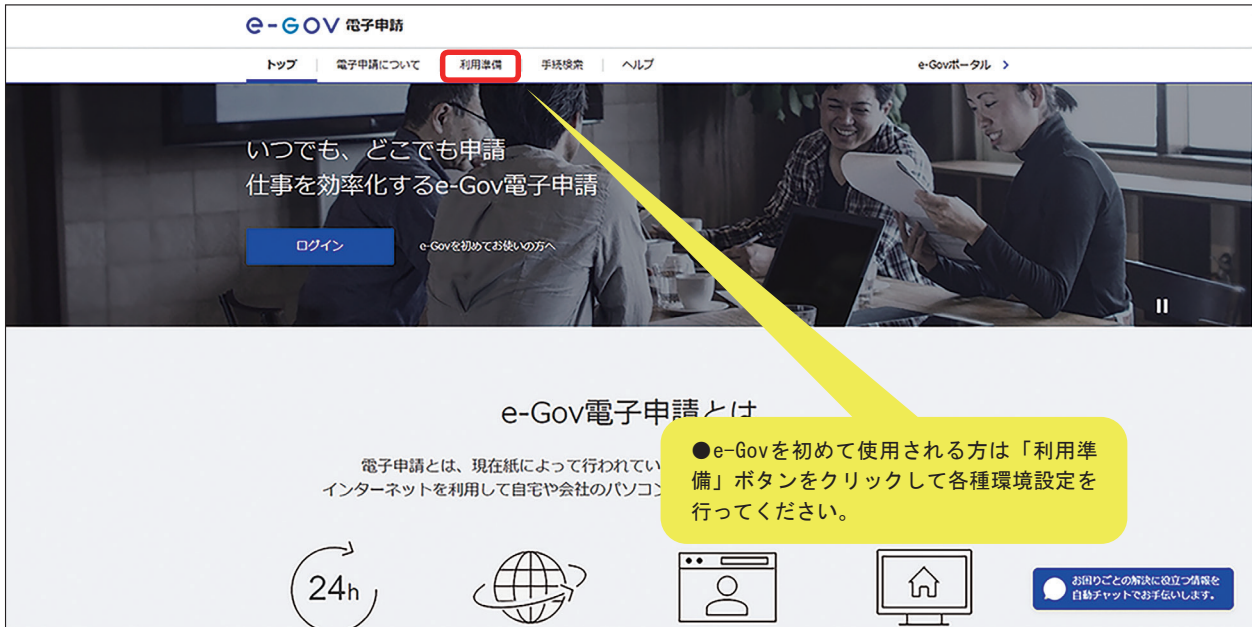 e-GOV 電子申請
トップ 電子申請について 利用準備 手続検索 ヘルプ e-Govポータル
いつでも、どこでも申請
仕事を効率化するe-Gov電子申請
ログイン e-Govを初めてお使いの方へ
e-Gov電子申請とは
電子申請とは、現在紙によって行われてい
インターネットを利用して自宅や会社のパソコン
●e-Govを初めて使用される方は「利用準
備」ボタンをクリックして各種環境設定を
行ってください。
24h
お困りごとの解決に役立つ情報を
自動チャットでお手伝いします。